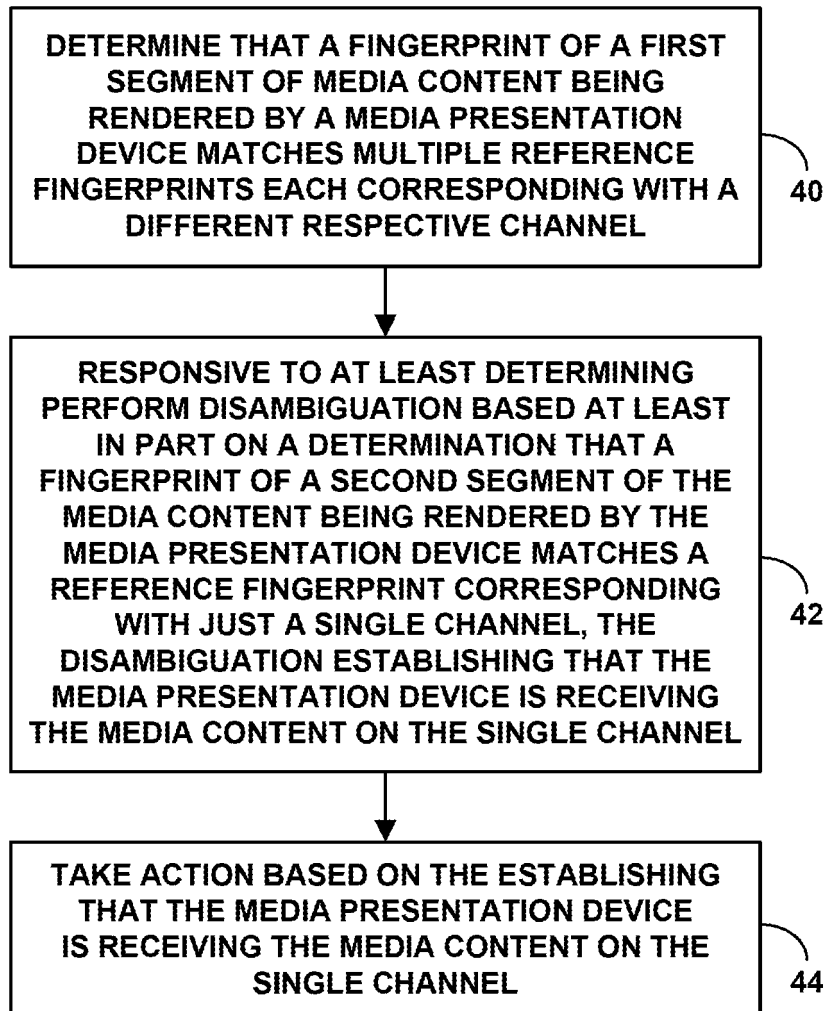 DETERMINE THAT A FINGERPRINT OF A FIRST
SEGMENT OF MEDIA CONTENT BEING
RENDERED BY A MEDIA PRESENTATION
DEVICE MATCHES MULTIPLE REFERENCE
FINGERPRINTS EACH CORRESPONDING WITH A
DIFFERENT RESPECTIVE CHANNEL
40
RESPONSIVE TO AT LEAST DETERMINING
PERFORM DISAMBIGUATION BASED AT LEAST
IN PART ON A DETERMINATION THAT A
FINGERPRINT OF A SECOND SEGMENT OF THE
MEDIA CONTENT BEING RENDERED BY THE
MEDIA PRESENTATION DEVICE MATCHES A
REFERENCE FINGERPRINT CORRESPONDING
WITH JUST A SINGLE CHANNEL, THE
DISAMBIGUATION ESTABLISHING THAT THE
MEDIA PRESENTATION DEVICE IS RECEIVING
THE MEDIA CONTENT ON THE SINGLE CHANNEL
42
TAKE ACTION BASED ON THE ESTABLISHING
THAT THE MEDIA PRESENTATION DEVICE
IS RECEIVING THE MEDIA CONTENT ON THE
SINGLE CHANNEL
44